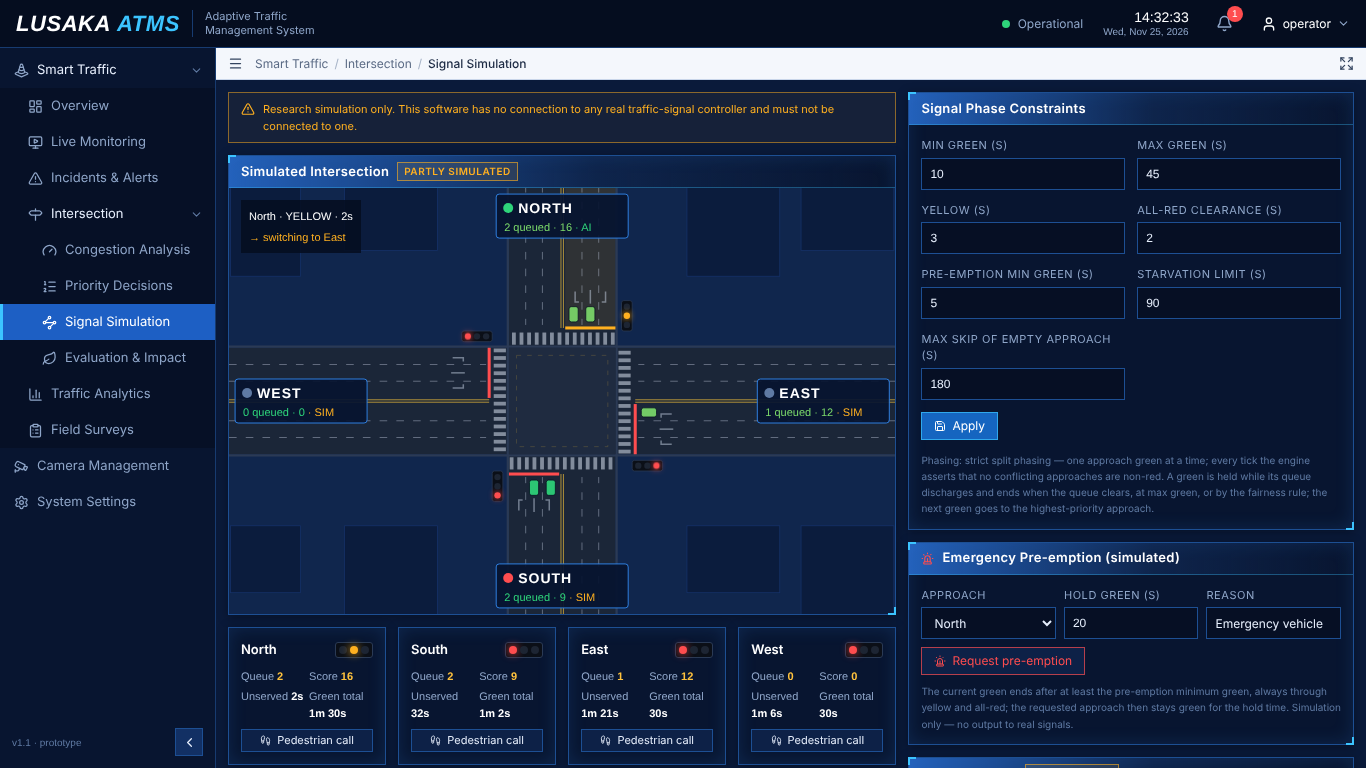 LUSAKA ATMS
Adaptive Traffic
Management System
Operational
14:32:33
Wed, Nov 25, 2026
1
operator
Smart Traffic
Overview
Live Monitoring
Incidents & Alerts
Intersection
Congestion Analysis
Priority Decisions
Signal Simulation
Evaluation & Impact
Traffic Analytics
Field Surveys
Camera Management
System Settings
v1.1 · prototype
Smart Traffic / Intersection / Signal Simulation
Research simulation only. This software has no connection to any real traffic-signal controller and must not be
connected to one.
Simulated Intersection PARTLY SIMULATED
North · YELLOW · 2s
→ switching to East
NORTH
2 queued · 16 · AI
WEST
0 queued · 0 · SIM
EAST
1 queued · 12 · SIM
SOUTH
2 queued · 9 · SIM
North
Queue 2 Score 16
Unserved 2s Green total
1m 30s
Pedestrian call
South
Queue 2 Score 9
Unserved Green total
32s 1m 2s
Pedestrian call
East
Queue 1 Score 12
Unserved Green total
1m 21s 30s
Pedestrian call
West
Queue 0 Score 0
Unserved Green total
1m 6s 30s
Pedestrian call
Signal Phase Constraints
MIN GREEN (S) MAX GREEN (S)
10 45
YELLOW (S) ALL-RED CLEARANCE (S)
3 2
PRE-EMPTION MIN GREEN (S) STARVATION LIMIT (S)
5 90
MAX SKIP OF EMPTY APPROACH
(S)
180
Apply
Phasing: strict split phasing — one approach green at a time; every tick the engine
asserts that no conflicting approaches are non-red. A green is held while its queue
discharges and ends when the queue clears, at max green, or by the fairness rule; the
next green goes to the highest-priority approach.
Emergency Pre-emption (simulated)
APPROACH HOLD GREEN (S) REASON
North 20 Emergency vehicle
Request pre-emption
The current green ends after at least the pre-emption minimum green, always through
yellow and all-red; the requested approach then stays green for the hold time. Simulation
only — no output to real signals.